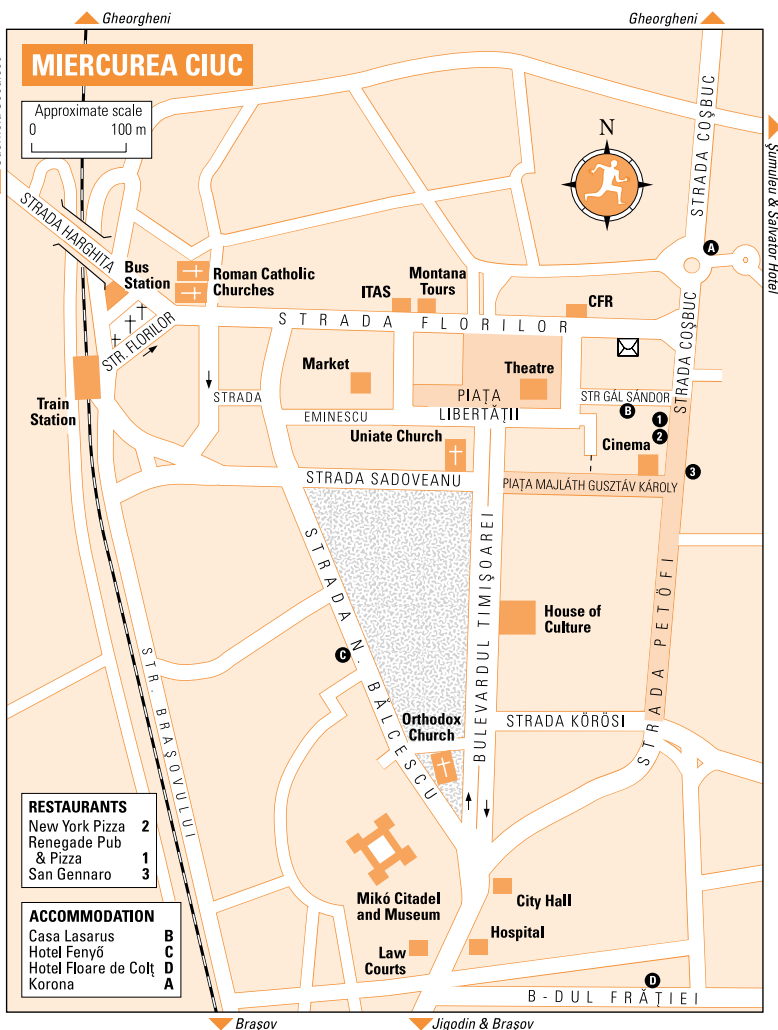 Gheorgheni
Gheorgheni
MIERCUREA CIUC
Approximate scale
0 100 m
N
STRADA COŞBUC
Şumuleu & Salvator Hotel
STRADA HARGHITA
A
Bus
Station
Roman Catholic
Churches
ITAS
Montana
Tours
CFR
STRADA FLORILOR
STR. FLORILOR
STRADA COŞBUC
Train
Station
Market
Theatre
STRADA
EMINESCU
PIAŢA
LIBERTĂŢII
STR GÁL SÁNDOR
B
1
2
Uniate Church
Cinema
3
STRADA SADOVEANU
PIAŢA MAJLÁTH GUSZTÁV KÁROLY
STRADA N. BĂLCESCU
BULEVARDUL TIMIŞOAREI
STRADA PETÖFI
House of
Culture
C
STR. BRAŞOVULUI
Orthodox
Church
STRADA KÖRÖSI
RESTAURANTS
New York Pizza 2
Renegade Pub
& Pizza 1
San Gennaro 3
ACCOMMODATION
Casa Lasarus B
Hotel Fenyő C
Hotel Floare de Colţ D
Korona A
Mikó Citadel
and Museum
City Hall
Law
Courts
Hospital
D
B-DUL FRĂŢIEI
Braşov
Jigodin & Braşov